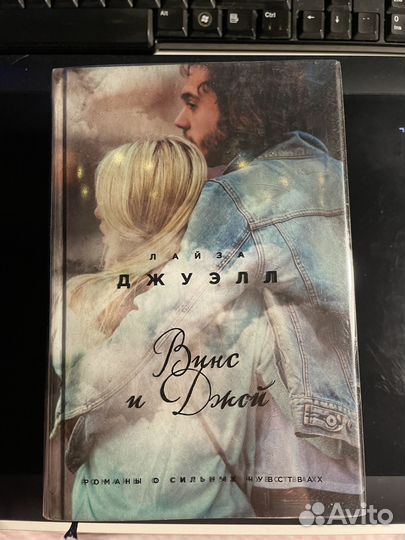 ЛАЙЗА
ДЖУЭЛЛ
Винс
и Джой
РОМАНЫ О СИЛЬНЫХ ЧУВСТВАХ
Avito